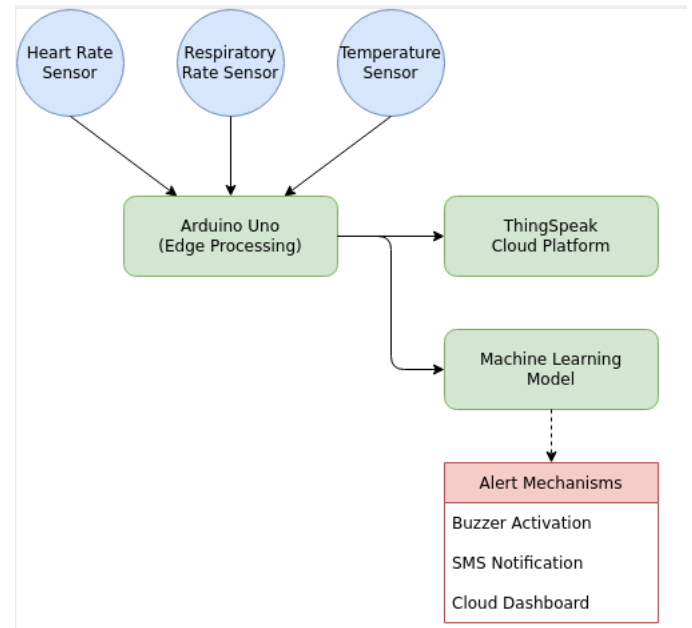 Heart Rate
Sensor
Respiratory
Rate Sensor
Temperature
Sensor
Arduino Uno
(Edge Processing)
ThingSpeak
Cloud Platform
Machine Learning
Model
Alert Mechanisms
Buzzer Activation
SMS Notification
Cloud Dashboard